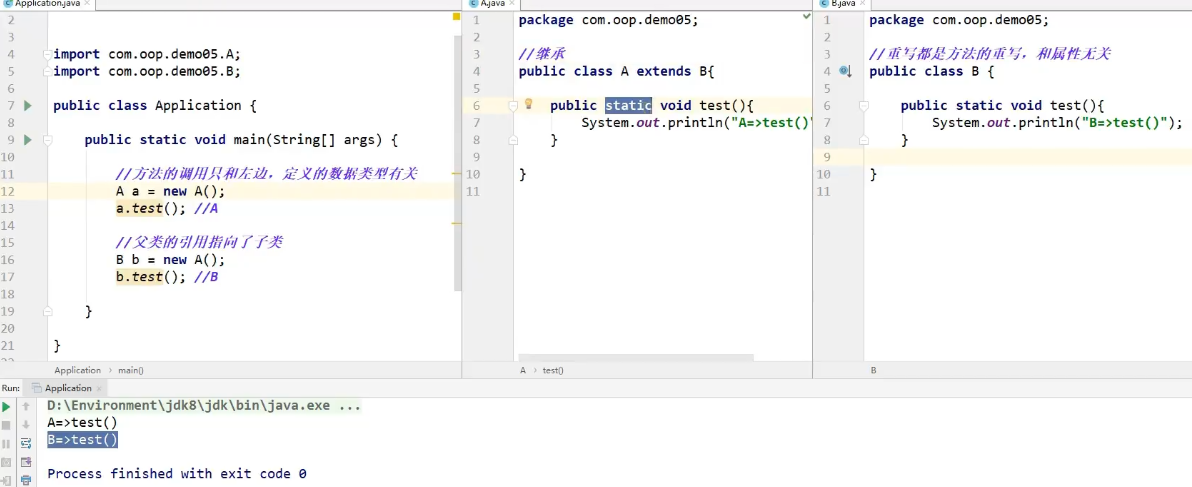 Application.java
2
3
4 import com.oop.demo05.A;
5 import com.oop.demo05.B;
6
7 public class Application {
8
9 public static void main(String[] args) {
10
11 //方法的调用只和左边，定义的数据类型有关
12 A a = new A();
13 a.test(); //A
14
15 //父类的引用指向了子类
16 B b = new A();
17 b.test(); //B
18
19 }
20
21 }
Application › main()
A.java
1 package com.oop.demo05;
2
3 //继承
4 public class A extends B{
5
6 public static void test(){
7 System.out.println("A=>test()"
8 }
9
10 }
11
A › test()
B.java
1 package com.oop.demo05;
2
3 //重写都是方法的重写，和属性无关
4 public class B {
5
6 public static void test(){
7 System.out.println("B=>test()");
8 }
9
10 }
11
B
Run: Application
D:\Environment\jdk8\jdk\bin\java.exe ...
A=>test()
B=>test()
Process finished with exit code 0